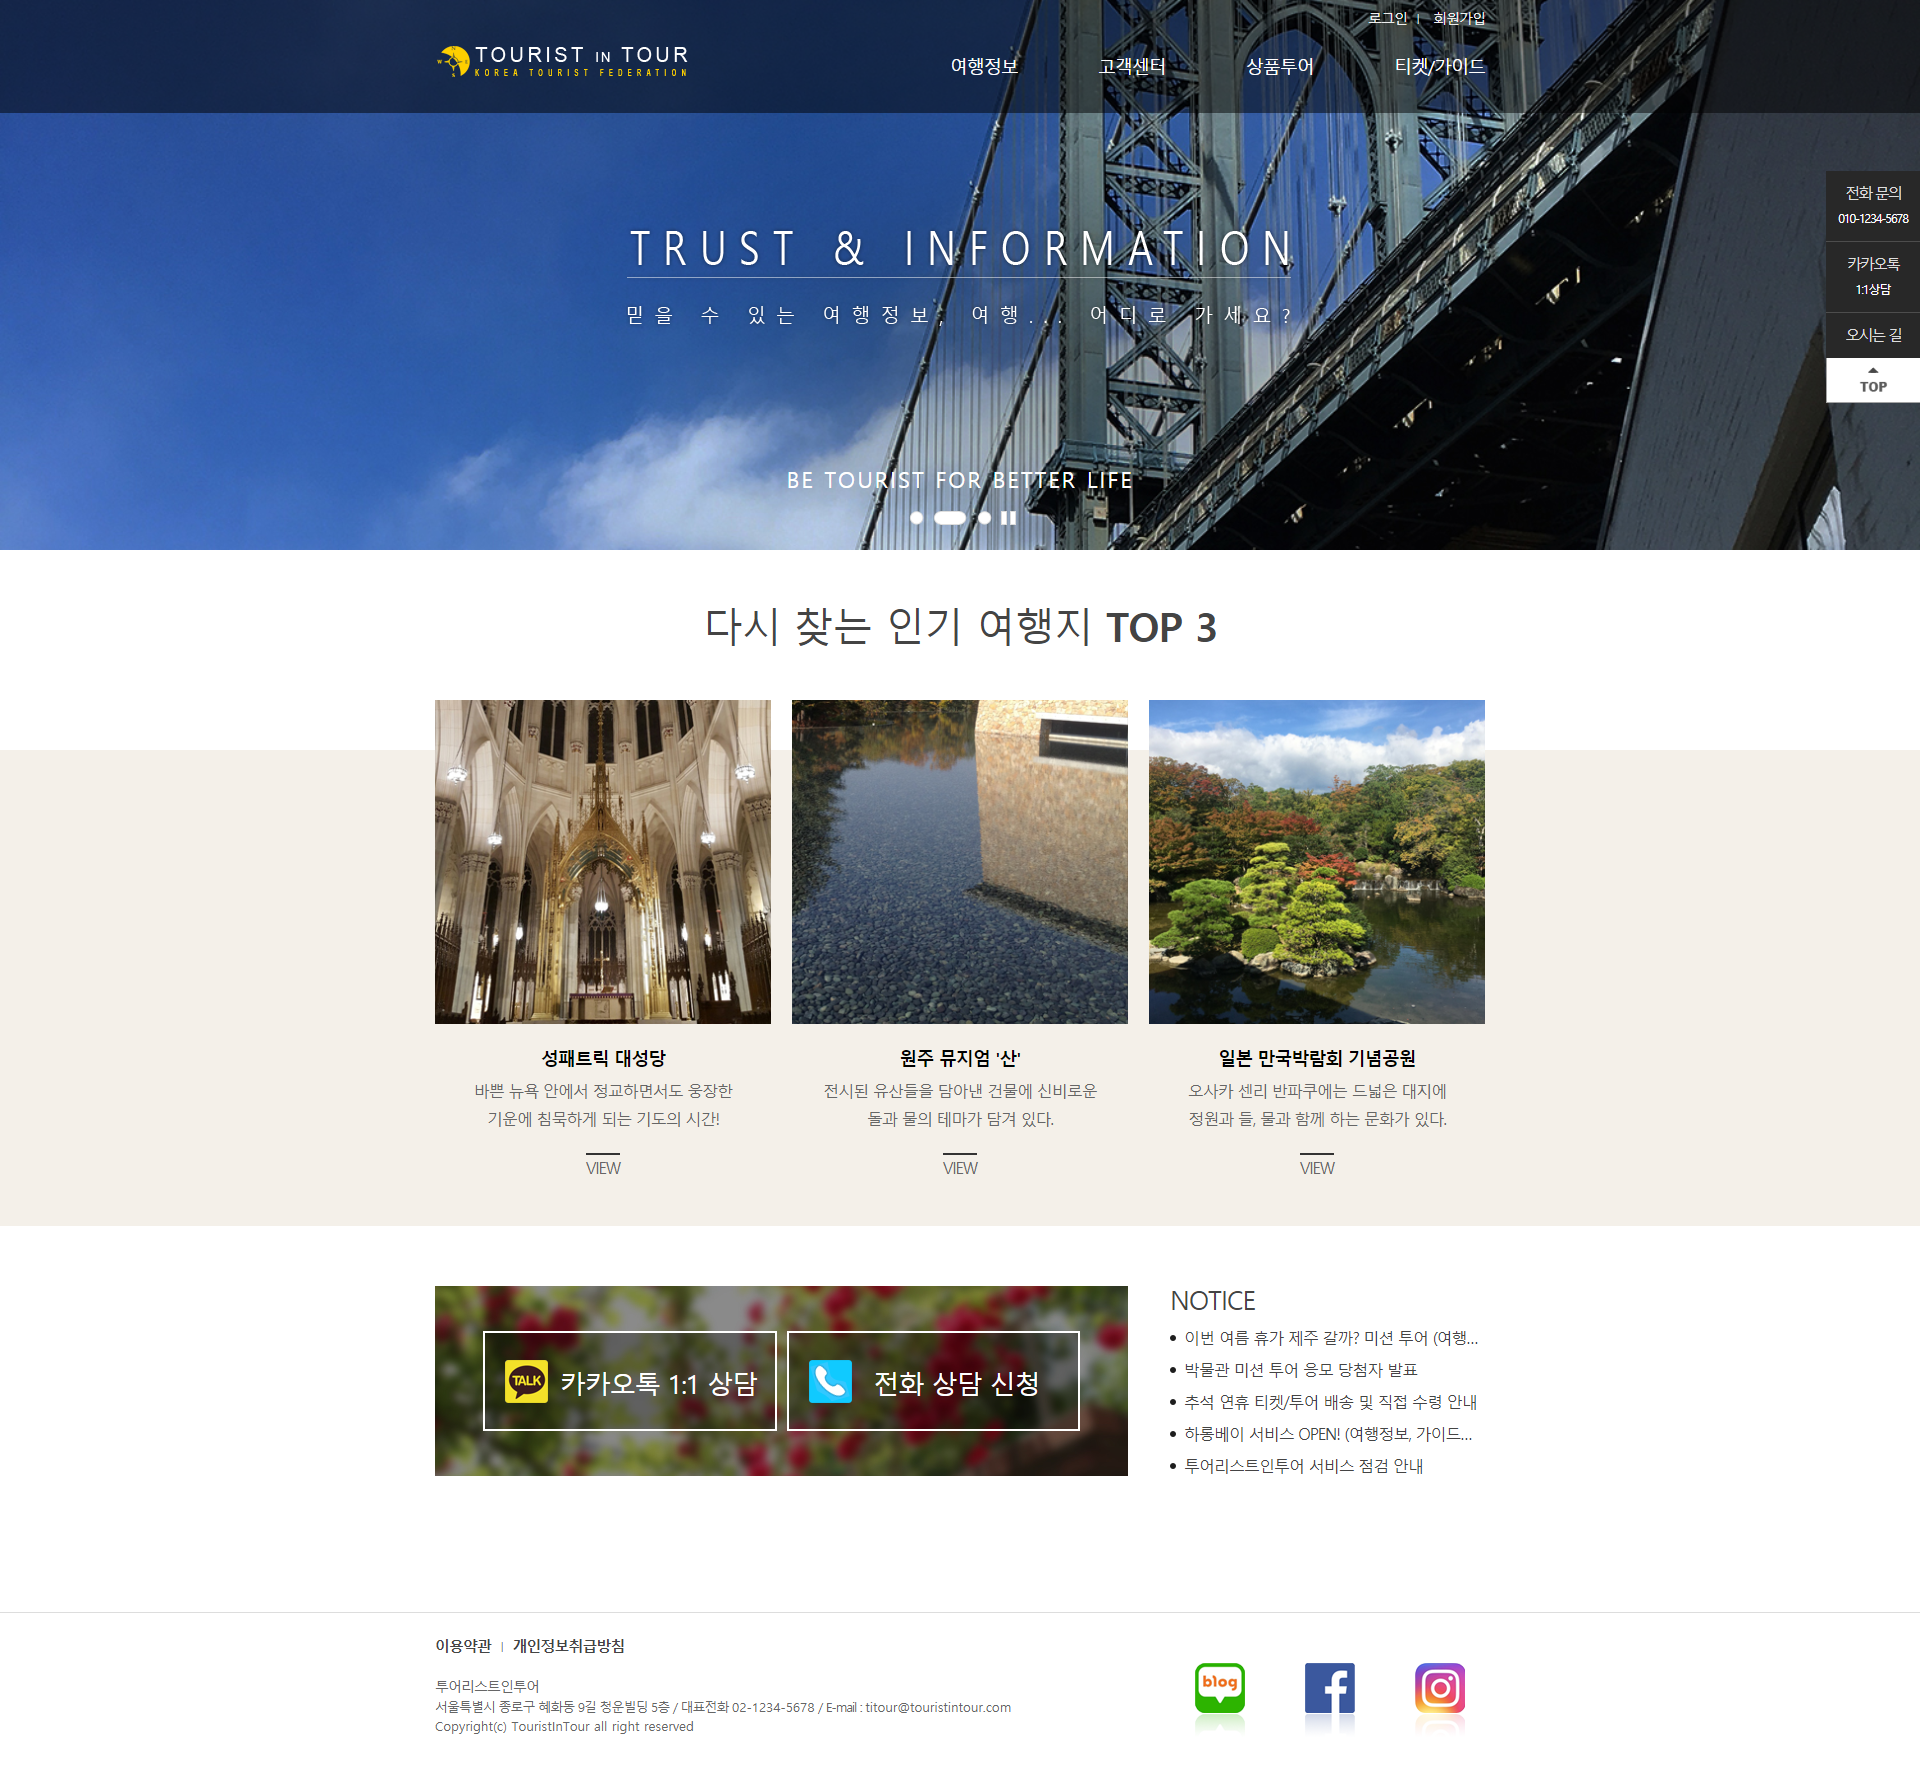 로그인 | 회원가입
TOURIST IN TOUR
KOREA TOURIST FEDERATION
여행정보 고객센터 상품투어 티켓/가이드
전화 문의
010-1234-5678
카카오톡
1:1상담
오시는 길
TOP
TRUST & INFORMATION
믿을 수 있는 여행정보, 여행... 어디로 가세요?
BE TOURIST FOR BETTER LIFE
다시 찾는 인기 여행지 TOP 3
성패트릭 대성당
바쁜 뉴욕 안에서 정교하면서도 웅장한
기운에 침묵하게 되는 기도의 시간!
VIEW
원주 뮤지엄 '산'
전시된 유산들을 담아낸 건물에 신비로운
돌과 물의 테마가 담겨 있다.
VIEW
일본 만국박람회 기념공원
오사카 센리 반파쿠에는 드넓은 대지에
정원과 들, 물과 함께 하는 문화가 있다.
VIEW
TALK 카카오톡 1:1 상담
전화 상담 신청
NOTICE
이번 여름 휴가 제주 갈까? 미션 투어 (여행...
박물관 미션 투어 응모 당첨자 발표
추석 연휴 티켓/투어 배송 및 직접 수령 안내
하롱베이 서비스 OPEN! (여행정보, 가이드...
투어리스트인투어 서비스 점검 안내
이용약관 | 개인정보취급방침
투어리스트인투어
서울특별시 종로구 혜화동 9길 청운빌딩 5층 / 대표전화 02-1234-5678 / E-mail : titour@touristintour.com
Copyright(c) TouristInTour all right reserved
blog